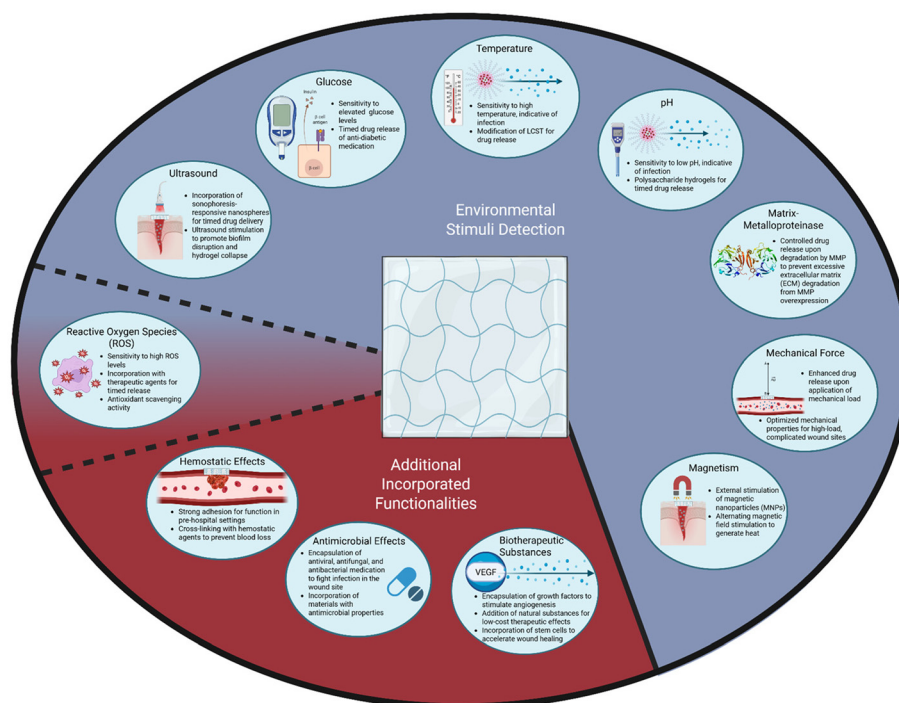 Temperature
Sensitivity to high
temperature, indicative of
infection
Modification of LCST for
drug release
Glucose
Insulin
β cell
antigen
β-cell
Sensitivity to
elevated glucose
levels
Timed drug release
of anti-diabetic
medication
pH
Sensitivity to low pH, indicative
of infection
Polysaccharide hydrogels for
timed drug release
Ultrasound
Incorporation of
sonophoresis-
responsive nanospheres
for timed drug delivery
Ultrasound stimulation
to promote biofilm
disruption and
hydrogel collapse
Environmental
Stimuli Detection
Matrix-
Metalloproteinase
Controlled drug
release upon
degradation by MMP
to prevent excessive
extracellular matrix
(ECM) degradation
from MMP
overexpression
Reactive Oxygen Species
(ROS)
Sensitivity to high ROS
levels
Incorporation with
therapeutic agents for
timed release
Antioxidant scavenging
activity
Mechanical Force
Enhanced drug
release upon
application of
mechanical load
Optimized mechanical
properties for high-load,
complicated wound sites
Hemostatic Effects
Strong adhesion for function in
pre-hospital settings
Cross-linking with hemostatic
agents to prevent blood loss
Additional
Incorporated
Functionalities
Magnetism
External stimulation
of magnetic
nanoparticles (MNPs)
Alternating magnetic
field stimulation to
generate heat
Antimicrobial Effects
Encapsulation of
antiviral, antifungal, and
antibacterial medication
to fight infection in the
wound site
Incorporation of
materials with
antimicrobial properties
Biotherapeutic
Substances
VEGF
Encapsulation of growth factors to
stimulate angiogenesis
Addition of natural substances for
low-cost therapeutic effects
Incorporation of stem cells to
accelerate wound healing